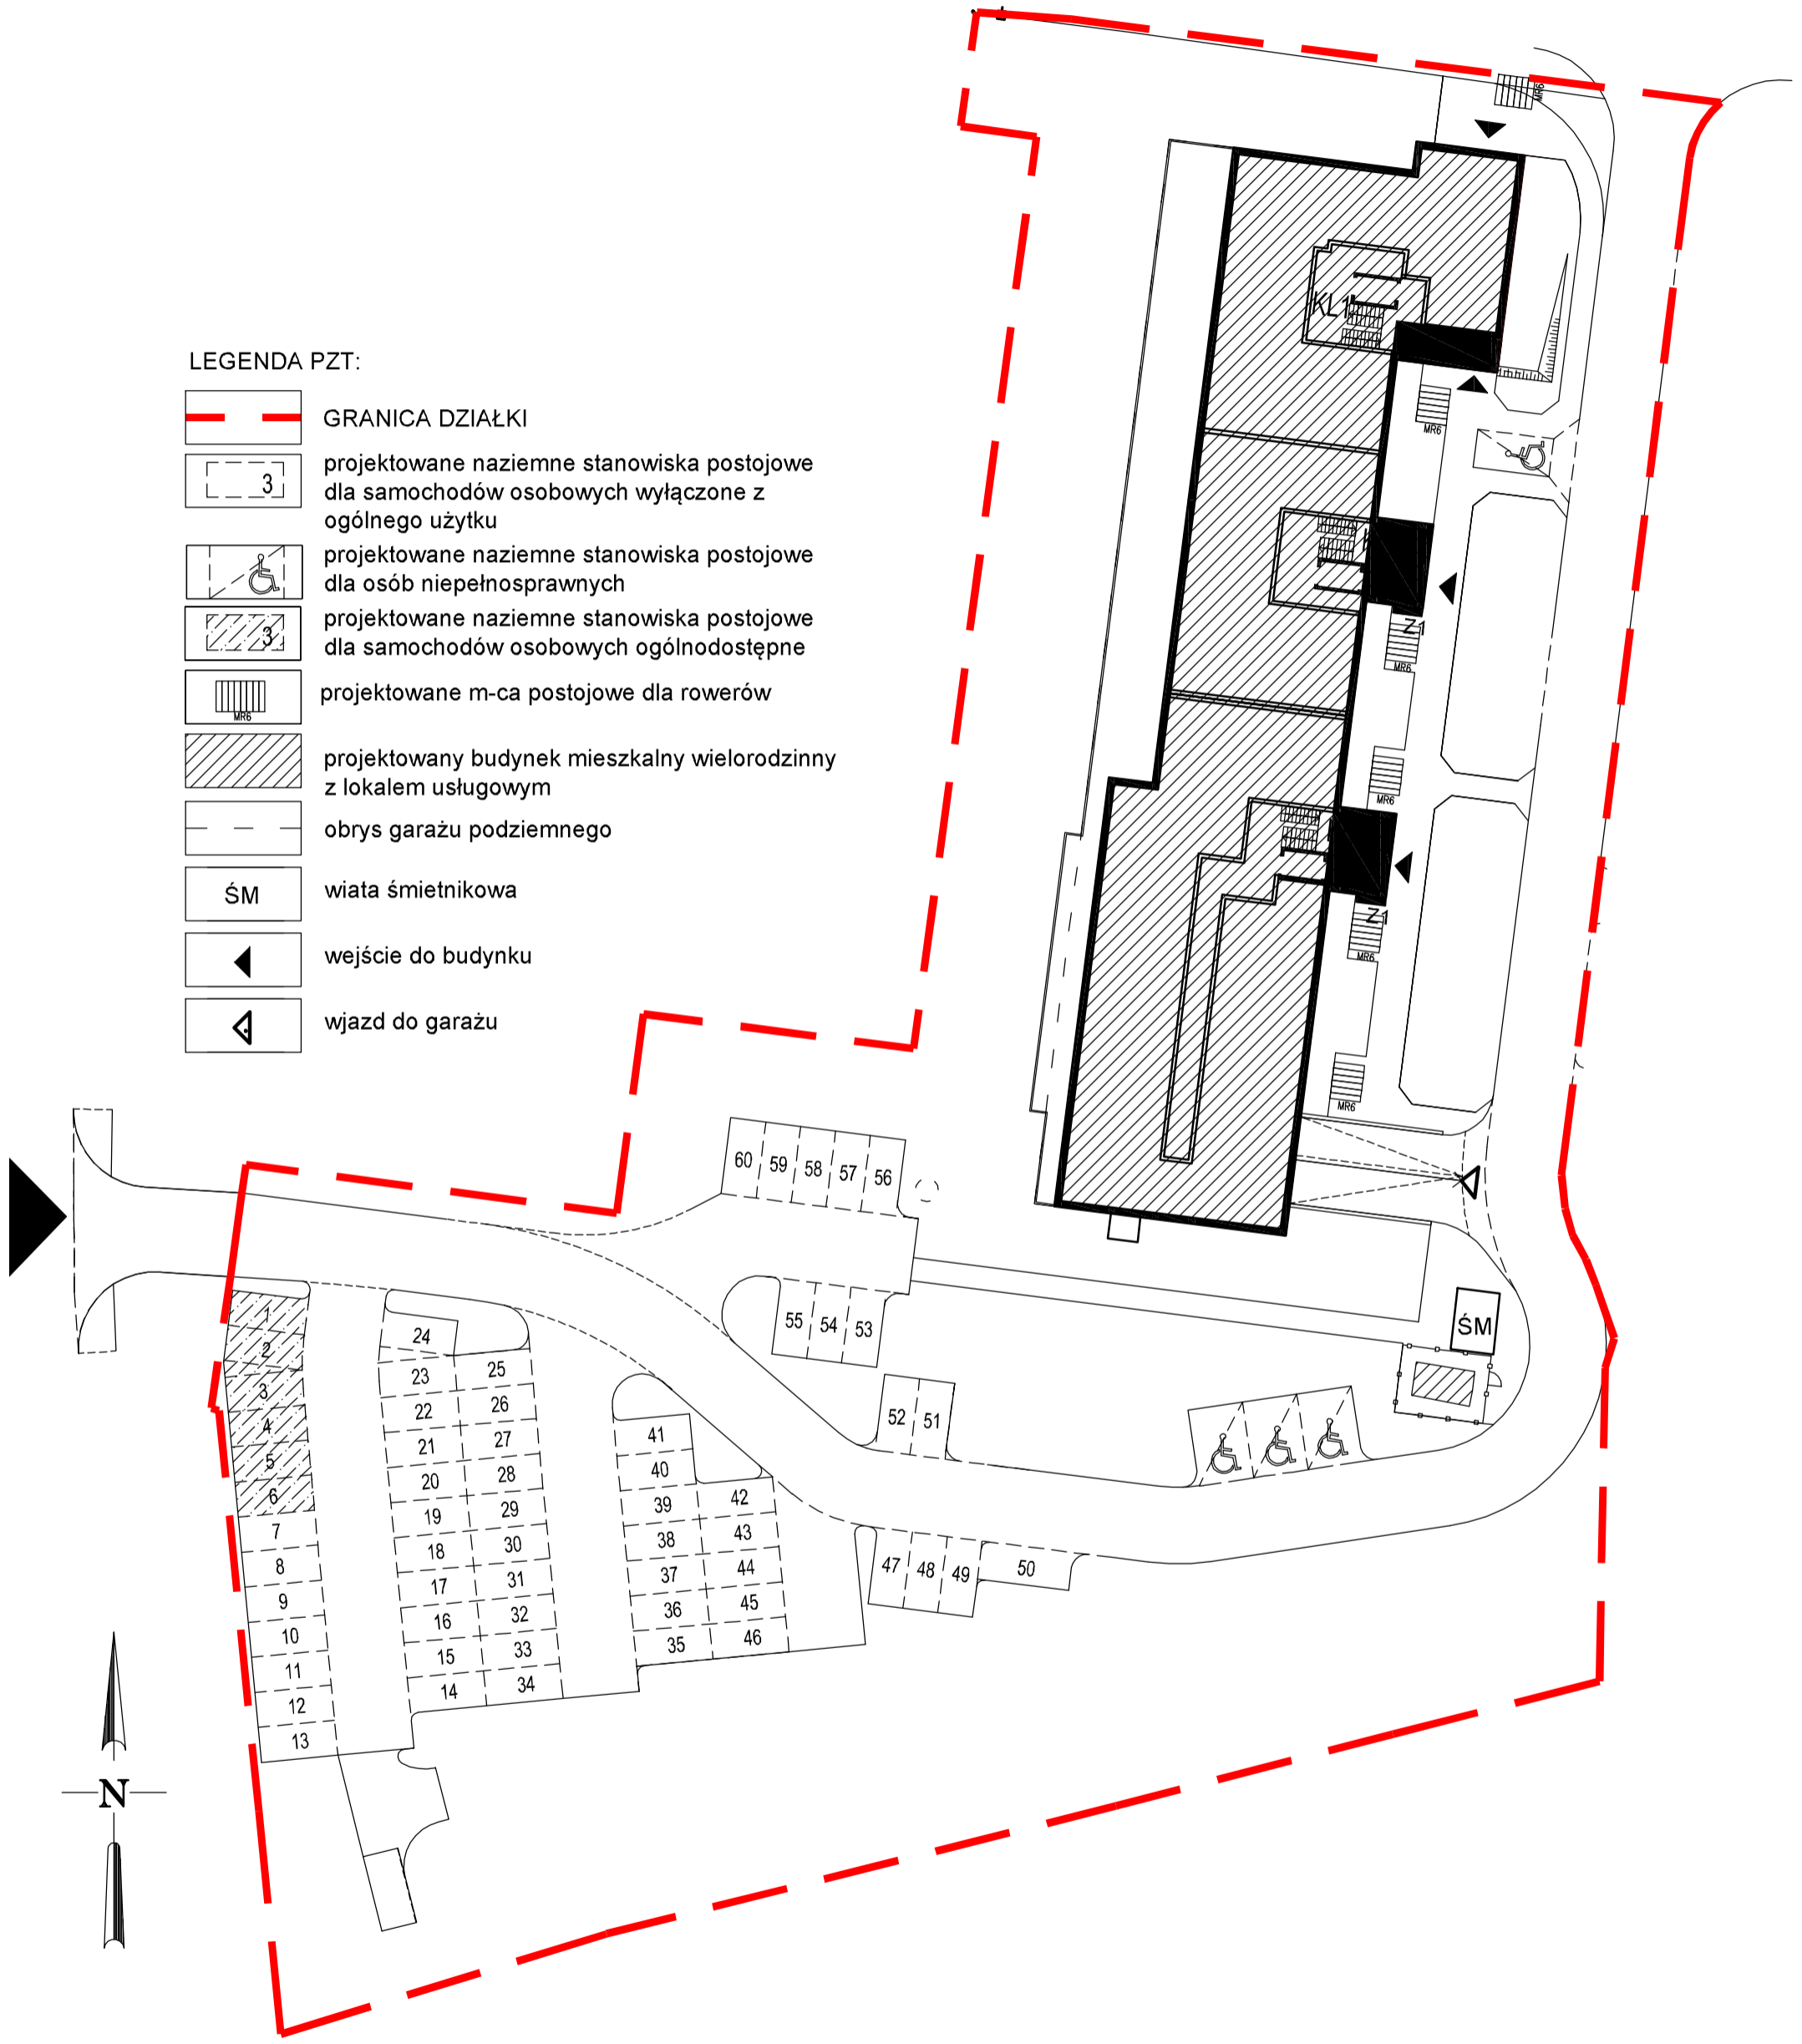 MR6
KL1
LEGENDA PZT:
GRANICA DZIAŁKI
3
projektowane naziemne stanowiska postojowe
dla samochodów osobowych wyłączone z
ogólnego użytku
projektowane naziemne stanowiska postojowe
dla osób niepełnosprawnych
3
projektowane naziemne stanowiska postojowe
dla samochodów osobowych ogólnodostępne
MR6
projektowane m-ca postojowe dla rowerów
projektowany budynek mieszkalny wielorodzinny
z lokalem usługowym
obrys garażu podziemnego
ŚM
wiata śmietnikowa
wejście do budynku
wjazd do garażu
MR6
Z1
MR6
MR6
Z1
MR6
MR6
60 59 58 57 56
55 54 53
52 51
ŚM
1
2
3
4
5
6
7
8
9
10
11
12
13
24
23
22
21
20
19
18
17
16
15
14
25
26
27
28
29
30
31
32
33
34
41
40
39
38
37
36
35
42
43
44
45
46
47 48 49 50
N